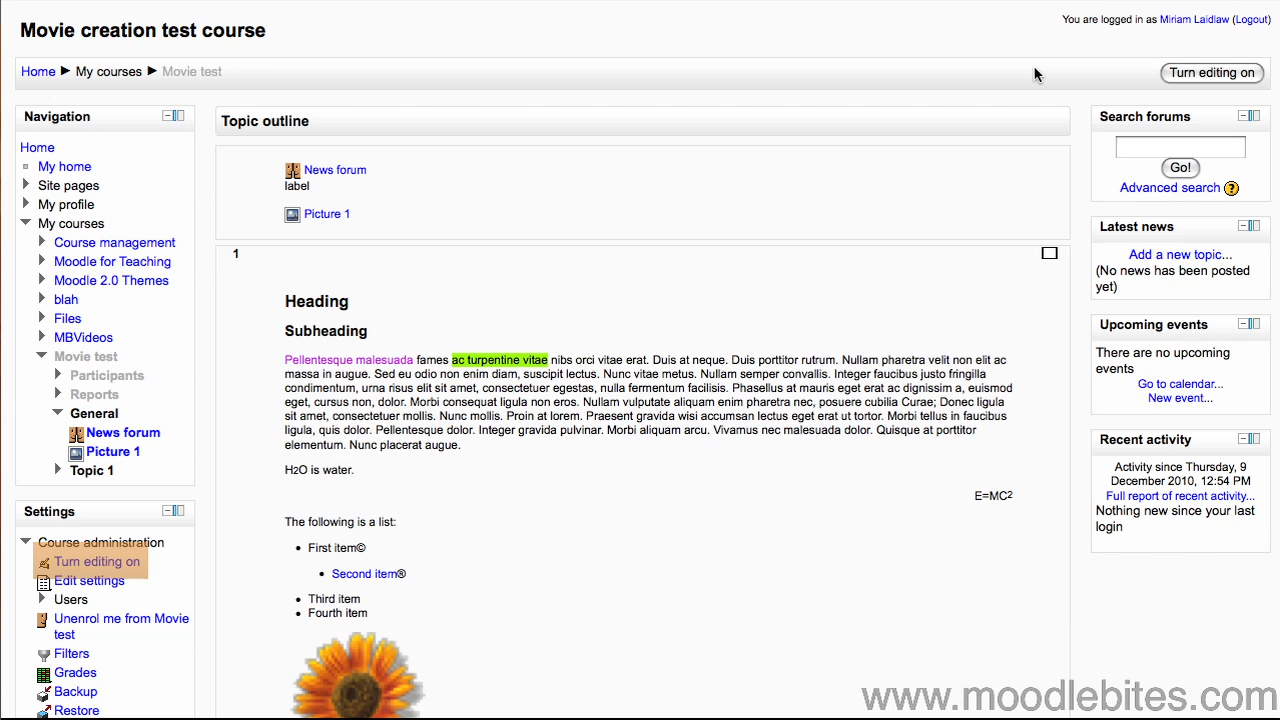 Movie creation test course
You are logged in as Miriam Laidlaw (Logout)
Home ► My courses ► Movie test
Turn editing on
Navigation
Home
My home
Site pages
My profile
My courses
Course management
Moodle for Teaching
Moodle 2.0 Themes
blah
Files
MBVideos
Movie test
Participants
Reports
General
News forum
Picture 1
Topic 1
Settings
Course administration
Turn editing on
Edit settings
Users
Unenrol me from Movie
test
Filters
Grades
Backup
Restore
Topic outline
News forum
label
Picture 1
1
Heading
Subheading
Pellentesque malesuada fames ac turpentine vitae nibs orci vitae erat. Duis at neque. Duis porttitor rutrum. Nullam pharetra velit non elit ac
massa in augue. Sed eu odio non enim diam, suscipit lectus. Nunc vitae metus. Nullam semper convallis. Integer faucibus justo fringilla
condimentum, urna risus elit sit amet, consectetuer egestas, nulla fermentum facilisis. Phasellus at mauris eget erat ac dignissim a, euismod
eget, cursus non, dolor. Morbi consequat ligula non eros. Nullam vulputate aliquam enim pharetra nec, posuere cubilia Curae; Donec ligula
sit amet, consectetuer mollis. Nunc mollis. Proin at lorem. Praesent gravida wisi accumsan lectus eget erat ut tortor. Morbi tellus in faucibus
ligula, quis dolor. Pellentesque dolor. Integer gravida pulvinar. Morbi aliquam arcu. Vivamus nec malesuada dolor. Quisque at porttitor
elementum. Nunc placerat augue.
H2O is water.
E=MC2
The following is a list:
First item©
Second item®
Third item
Fourth item
Search forums
Go!
Advanced search ?
Latest news
Add a new topic...
(No news has been posted
yet)
Upcoming events
There are no upcoming
events
Go to calendar...
New event...
Recent activity
Activity since Thursday, 9
December 2010, 12:54 PM
Full report of recent activity...
Nothing new since your last
login
www.moodlebites.com